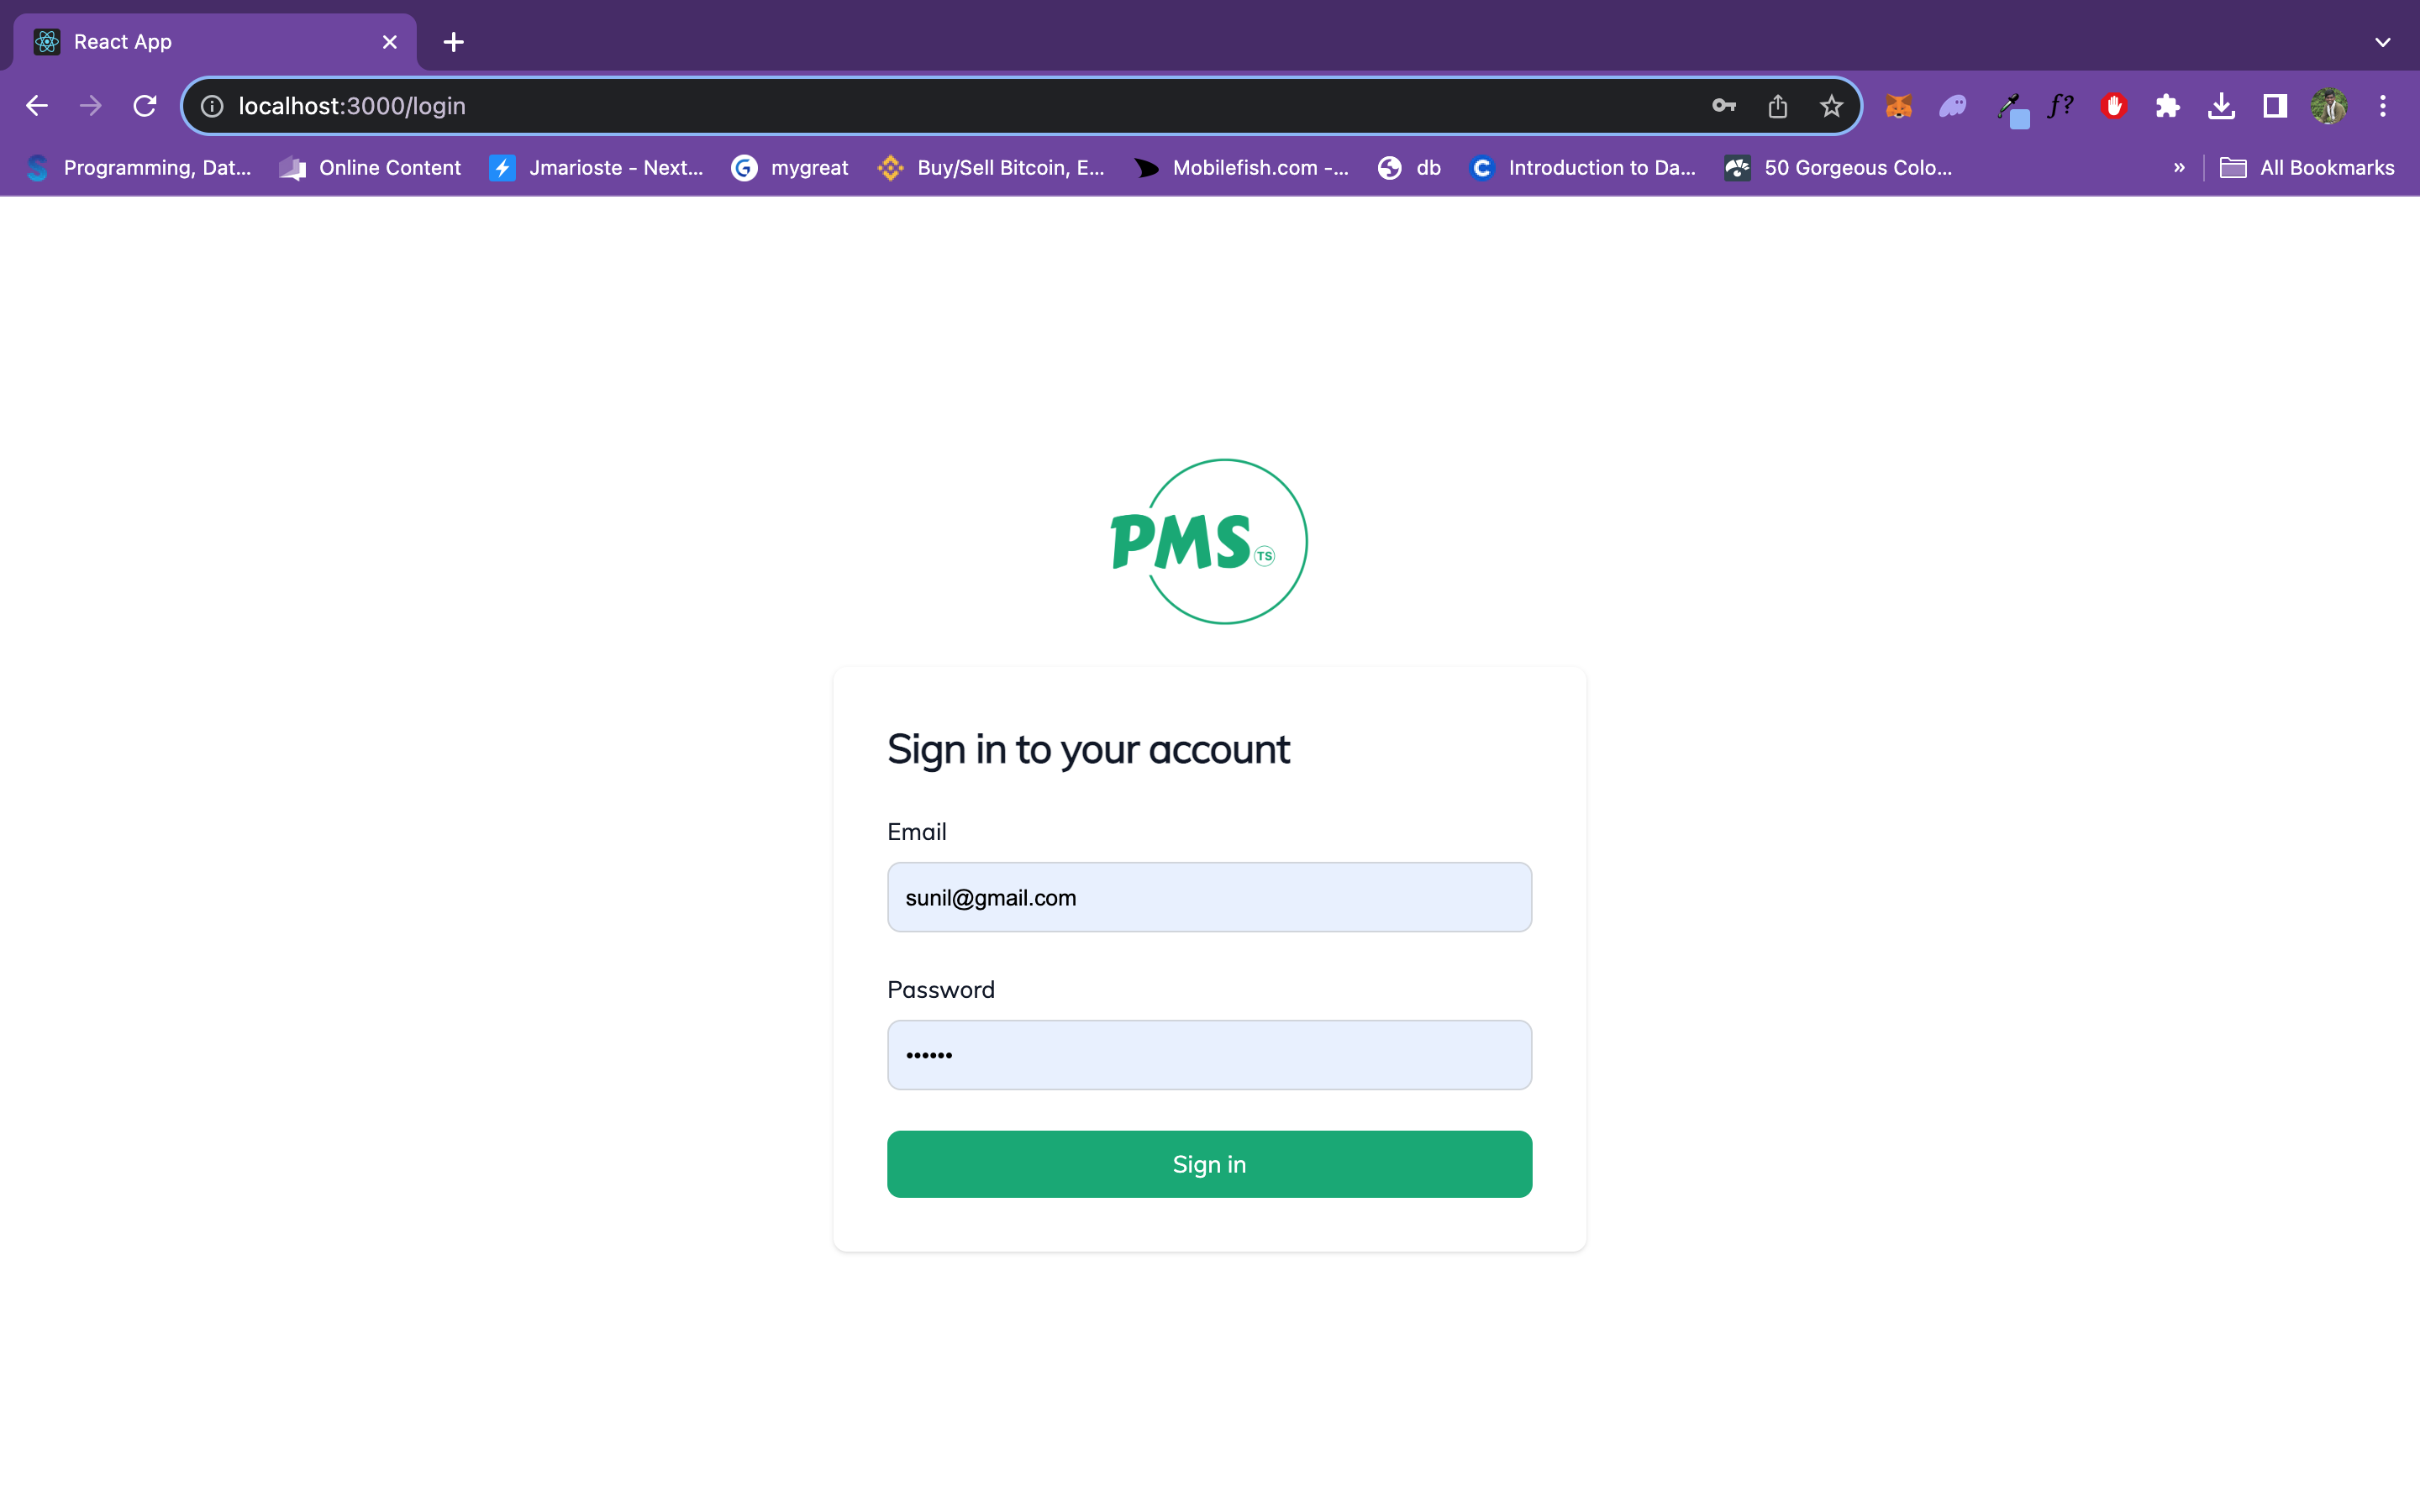 React App
localhost:3000/login
f?
Programming, Dat...
Online Content
Jmarioste - Next...
G mygreat
Buy/Sell Bitcoin, E...
Mobilefish.com -...
db
C Introduction to Da...
50 Gorgeous Colo...
»
All Bookmarks
PMS TS
Sign in to your account
Email
sunil@gmail.com
Password
••••••
Sign in